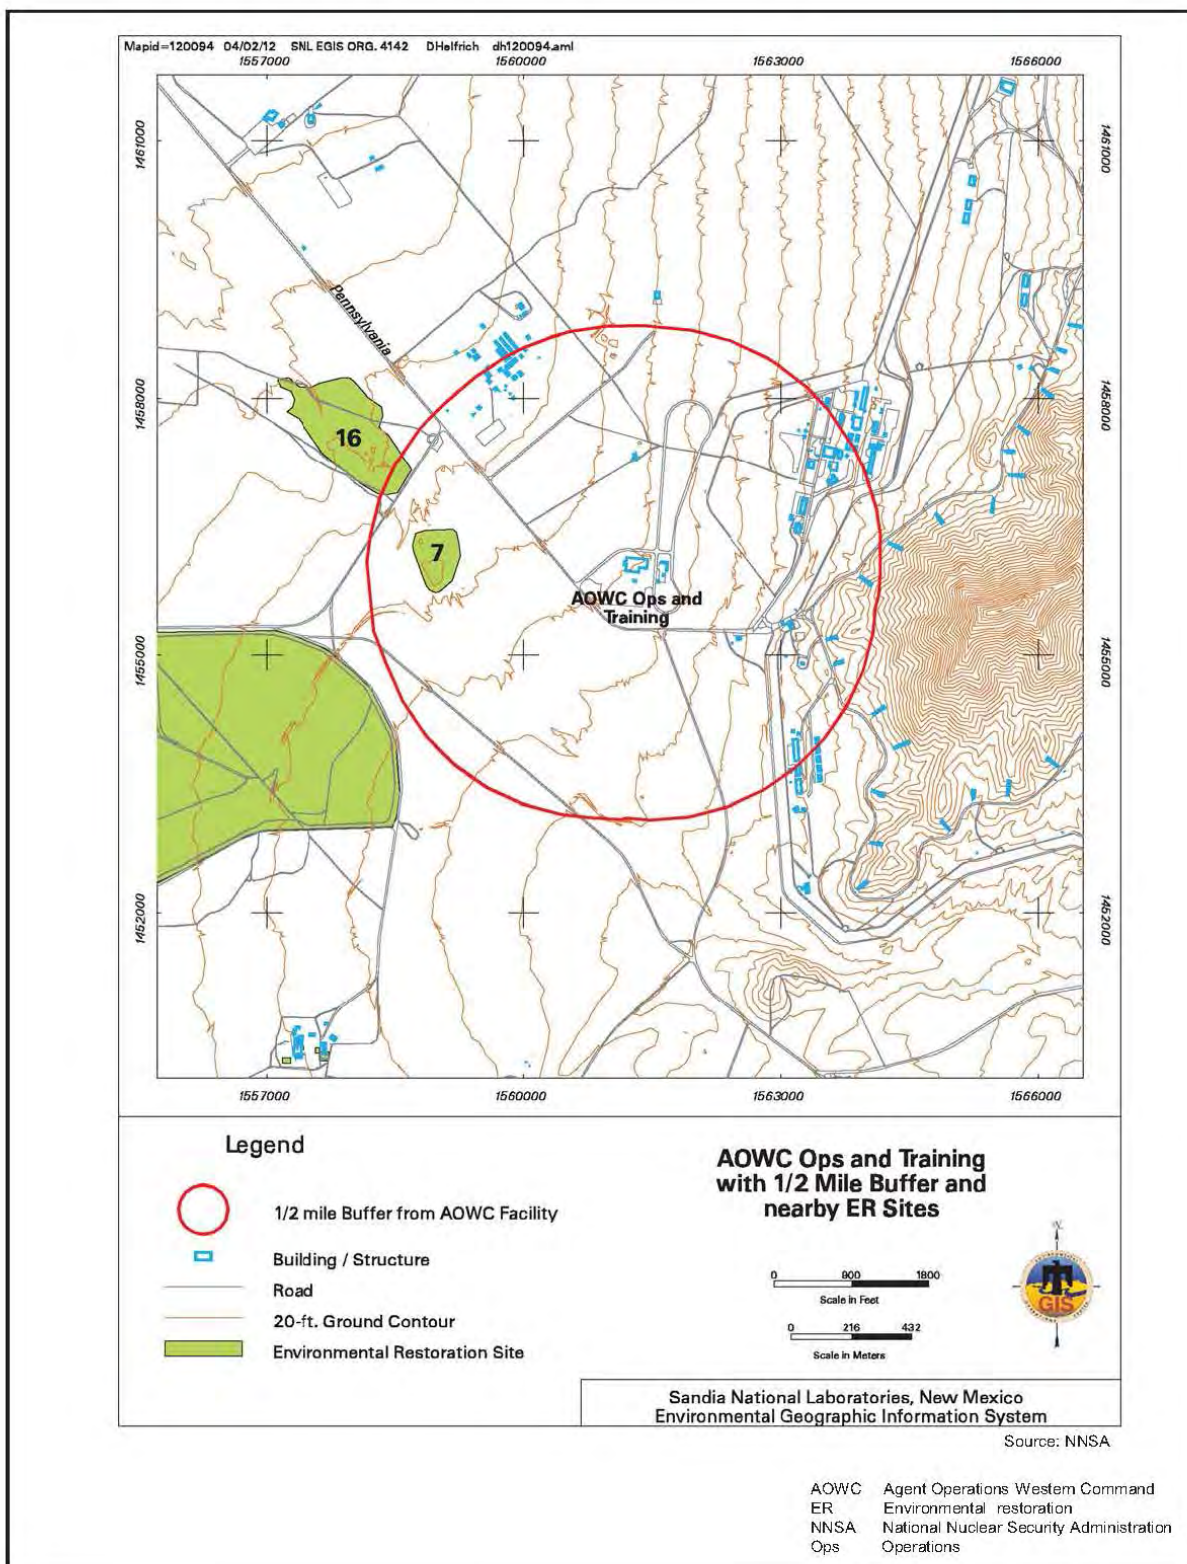 Mapid=120094 04/02/12 SNL EGIS ORG. 4142 DHelfrich dh120094.aml
1557000 1560000 1563000 1566000
1461000 1461000
Pennsylvania
1458000 1458000
16
7
AOWC Ops and
Training
1455000 1455000
1452000 1452000
1557000 1560000 1563000 1566000
Legend
1/2 mile Buffer from AOWC Facility
Building / Structure
Road
20-ft. Ground Contour
Environmental Restoration Site
AOWC Ops and Training
with 1/2 Mile Buffer and
nearby ER Sites
0 900 1800
Scale in Feet
0 216 432
Scale in Meters
GIS
Sandia National Laboratories, New Mexico
Environmental Geographic Information System
Source: NNSA
AOWC Agent Operations Western Command
ER Environmental restoration
NNSA National Nuclear Security Administration
Ops Operations